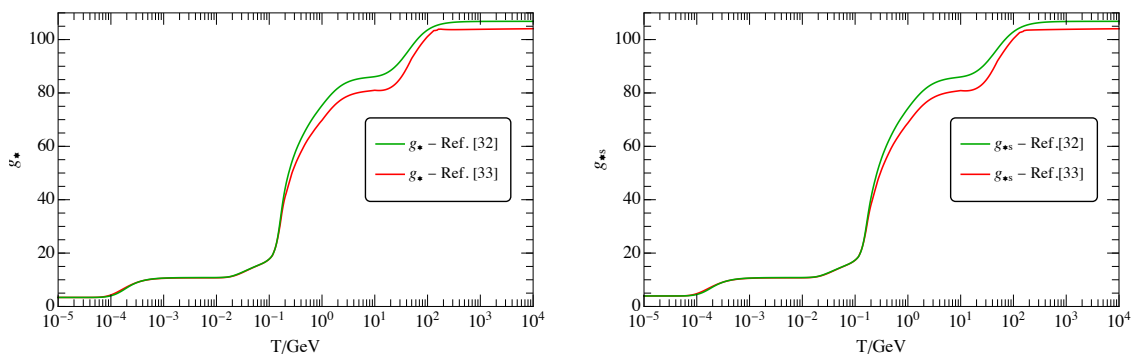 100
80
60
40
20
0
g⋆
10⁻⁵ 10⁻⁴ 10⁻³ 10⁻² 10⁻¹ 10⁰ 10¹ 10² 10³ 10⁴
T/GeV
g⋆ – Ref. [32]
g⋆ – Ref. [33]
100
80
60
40
20
0
g⋆s
10⁻⁵ 10⁻⁴ 10⁻³ 10⁻² 10⁻¹ 10⁰ 10¹ 10² 10³ 10⁴
T/GeV
g⋆s – Ref.[32]
g⋆s – Ref.[33]